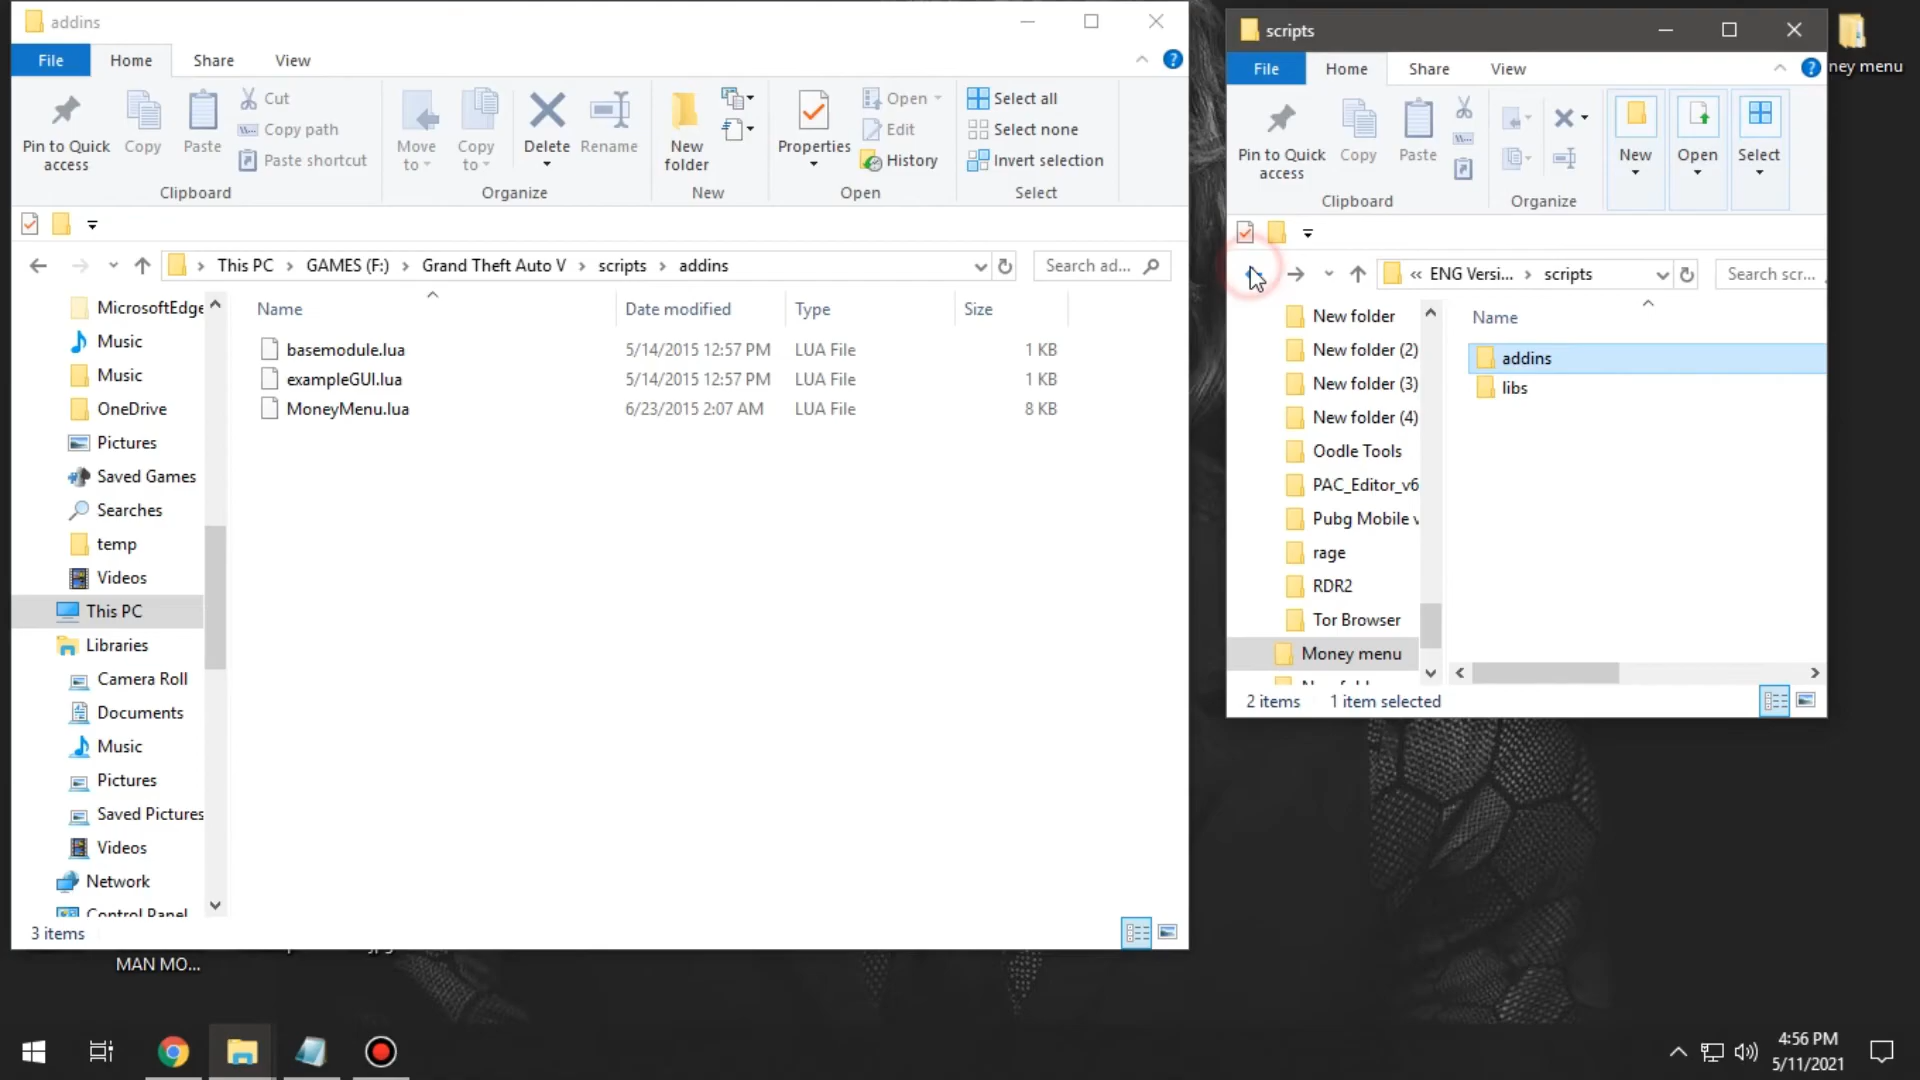 addins
File
Home
Share
View
Pin to Quick
access
Copy
Paste
Cut
Copy path
Paste shortcut
Clipboard
Move
to
Copy
to
Delete
Rename
Organize
New
folder
New
Properties
Open
Edit
History
Open
Select all
Select none
Invert selection
Select
This PC
GAMES (F:)
Grand Theft Auto V
scripts
addins
Search ad...
MicrosoftEdge
Music
Music
OneDrive
Pictures
Saved Games
Searches
temp
Videos
This PC
Libraries
Camera Roll
Documents
Music
Pictures
Saved Pictures
Videos
Network
Control Panel
Name Date modified Type Size
basemodule.lua 5/14/2015 12:57 PM LUA File 1 KB
exampleGUI.lua 5/14/2015 12:57 PM LUA File 1 KB
MoneyMenu.lua 6/23/2015 2:07 AM LUA File 8 KB
3 items
scripts
File
Home
Share
View
Pin to Quick
access
Copy
Paste
Clipboard
Organize
New
Open
Select
« ENG Versi...
scripts
Search scr...
New folder
New folder (2)
New folder (3)
New folder (4)
Oodle Tools
PAC_Editor_v6
Pubg Mobile v
rage
RDR2
Tor Browser
Money menu
Name
addins
libs
2 items
1 item selected
ney menu
MAN MO...
4:56 PM
5/11/2021